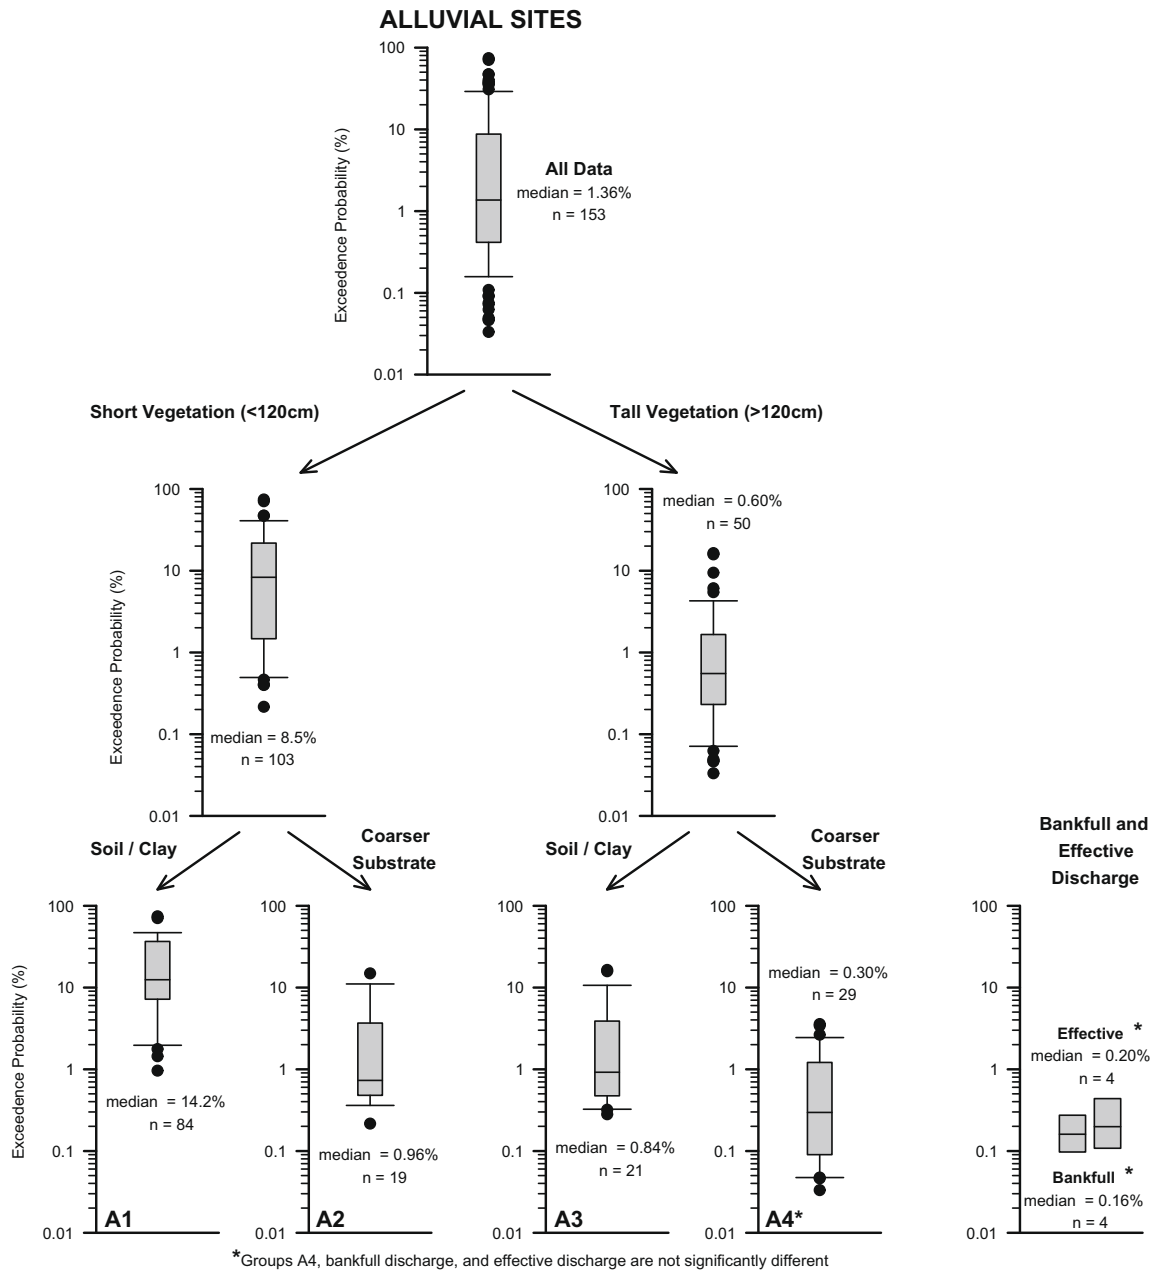 ALLUVIAL SITES
100
10
1
0.1
0.01
Exceedence Probability (%)
All Data
median = 1.36%
n = 153
Short Vegetation (<120cm)
Tall Vegetation (>120cm)
100
10
1
0.1
0.01
Exceedence Probability (%)
median = 8.5%
n = 103
100
10
1
0.1
0.01
median = 0.60%
n = 50
Soil / Clay
Coarser
Substrate
Soil / Clay
Coarser
Substrate
Bankfull and
Effective
Discharge
100
10
1
0.1
0.01
Exceedence Probability (%)
median = 14.2%
n = 84
A1
100
10
1
0.1
0.01
median = 0.96%
n = 19
A2
100
10
1
0.1
0.01
median = 0.84%
n = 21
A3
100
10
1
0.1
0.01
median = 0.30%
n = 29
A4*
100
10
1
0.1
0.01
Effective *
median = 0.20%
n = 4
Bankfull *
median = 0.16%
n = 4
*Groups A4, bankfull discharge, and effective discharge are not significantly different